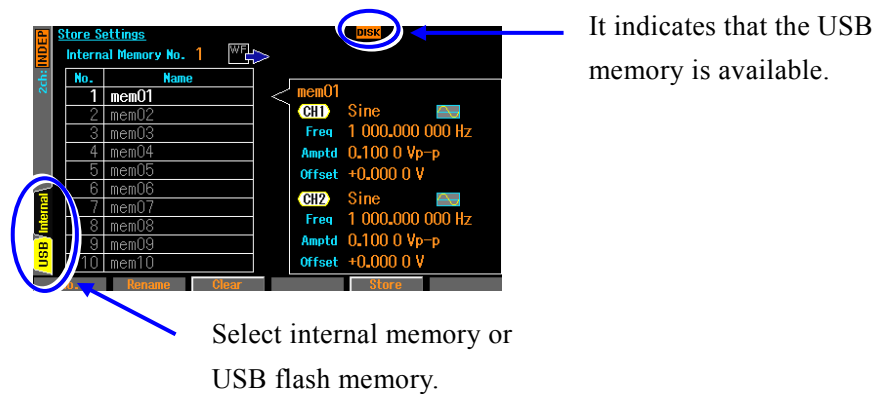 It indicates that the USB
memory is available.
DISK
2ch: INDEP
Store Settings
Internal Memory No. 1 WF
No. Name
1 mem01
2 mem02
3 mem03
4 mem04
5 mem05
6 mem06
7 mem07
8 mem08
9 mem09
10 mem10
mem01
CH1 Sine
Freq 1 000.000 000 Hz
Amptd 0.100 0 Vp-p
Offset +0.000 0 V
CH2 Sine
Freq 1 000.000 000 Hz
Amptd 0.100 0 Vp-p
Offset +0.000 0 V
USB Internal
Rename Clear Store
Select internal memory or
USB flash memory.